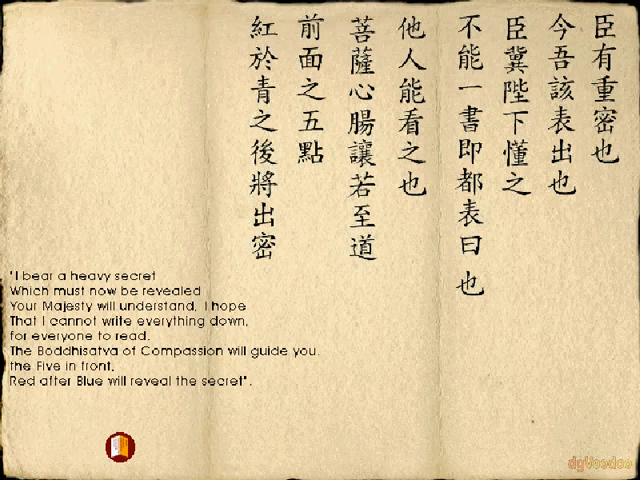 臣有重密也
今吾該表出也
臣冀陛下懂之
不能一書即都表曰也
他人能看之也
菩薩心腸讓若至道
前面之五點
紅於青之後將出密
"I bear a heavy secret
Which must now be revealed
Your Majesty will understand, I hope
That I cannot write everything down,
for everyone to read.
The Boddhisatva of Compassion will guide you.
the Five in front.
Red after Blue will reveal the secret".
dgVoodoo